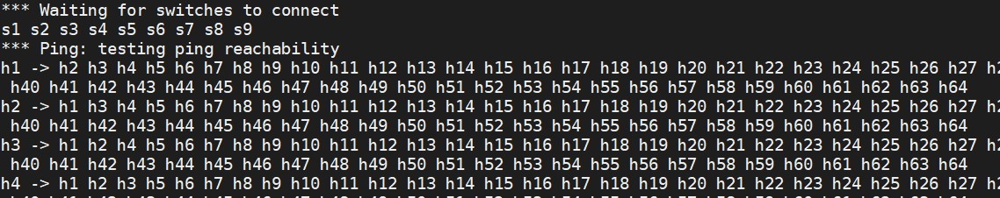 *** Waiting for switches to connect
s1 s2 s3 s4 s5 s6 s7 s8 s9
*** Ping: testing ping reachability
h1 -> h2 h3 h4 h5 h6 h7 h8 h9 h10 h11 h12 h13 h14 h15 h16 h17 h18 h19 h20 h21 h22 h23 h24 h25 h26 h27
h40 h41 h42 h43 h44 h45 h46 h47 h48 h49 h50 h51 h52 h53 h54 h55 h56 h57 h58 h59 h60 h61 h62 h63 h64
h2 -> h1 h3 h4 h5 h6 h7 h8 h9 h10 h11 h12 h13 h14 h15 h16 h17 h18 h19 h20 h21 h22 h23 h24 h25 h26 h27
h40 h41 h42 h43 h44 h45 h46 h47 h48 h49 h50 h51 h52 h53 h54 h55 h56 h57 h58 h59 h60 h61 h62 h63 h64
h3 -> h1 h2 h4 h5 h6 h7 h8 h9 h10 h11 h12 h13 h14 h15 h16 h17 h18 h19 h20 h21 h22 h23 h24 h25 h26 h27
h40 h41 h42 h43 h44 h45 h46 h47 h48 h49 h50 h51 h52 h53 h54 h55 h56 h57 h58 h59 h60 h61 h62 h63 h64
h4 -> h1 h2 h3 h5 h6 h7 h8 h9 h10 h11 h12 h13 h14 h15 h16 h17 h18 h19 h20 h21 h22 h23 h24 h25 h26 h27